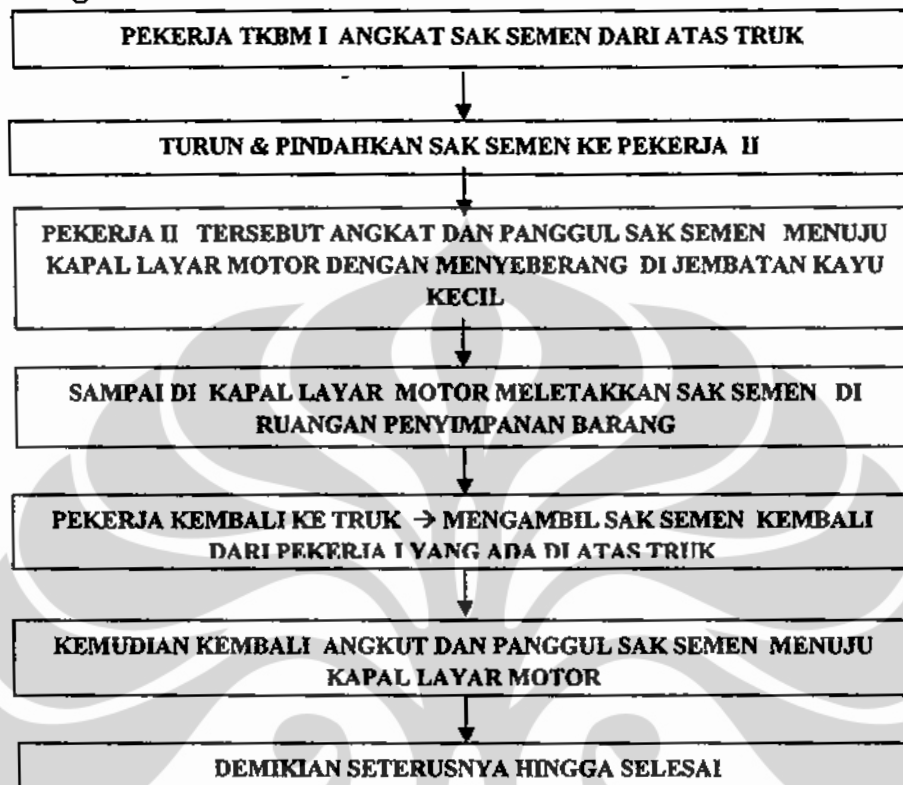 PEKERJA TKBM I ANGKAT SAK SEMEN DARI ATAS TRUK
TURUN & PINDAHKAN SAK SEMEN KE PEKERJA II
PEKERJA II TERSEBUT ANGKAT DAN PANGGUL SAK SEMEN MENUJU
KAPAL LAYAR MOTOR DENGAN MENYEBERANG DI JEMBATAN KAYU
KECIL
SAMPAI DI KAPAL LAYAR MOTOR MELETAKKAN SAK SEMEN DI
RUANGAN PENYIMPANAN BARANG
PEKERJA KEMBALI KE TRUK → MENGAMBIL SAK SEMEN KEMBALI
DARI PEKERJA I YANG ADA DI ATAS TRUK
KEMUDIAN KEMBALI ANGKUT DAN PANGGUL SAK SEMEN MENUJU
KAPAL LAYAR MOTOR
DEMIKIAN SETERUSNYA HINGGA SELESAI